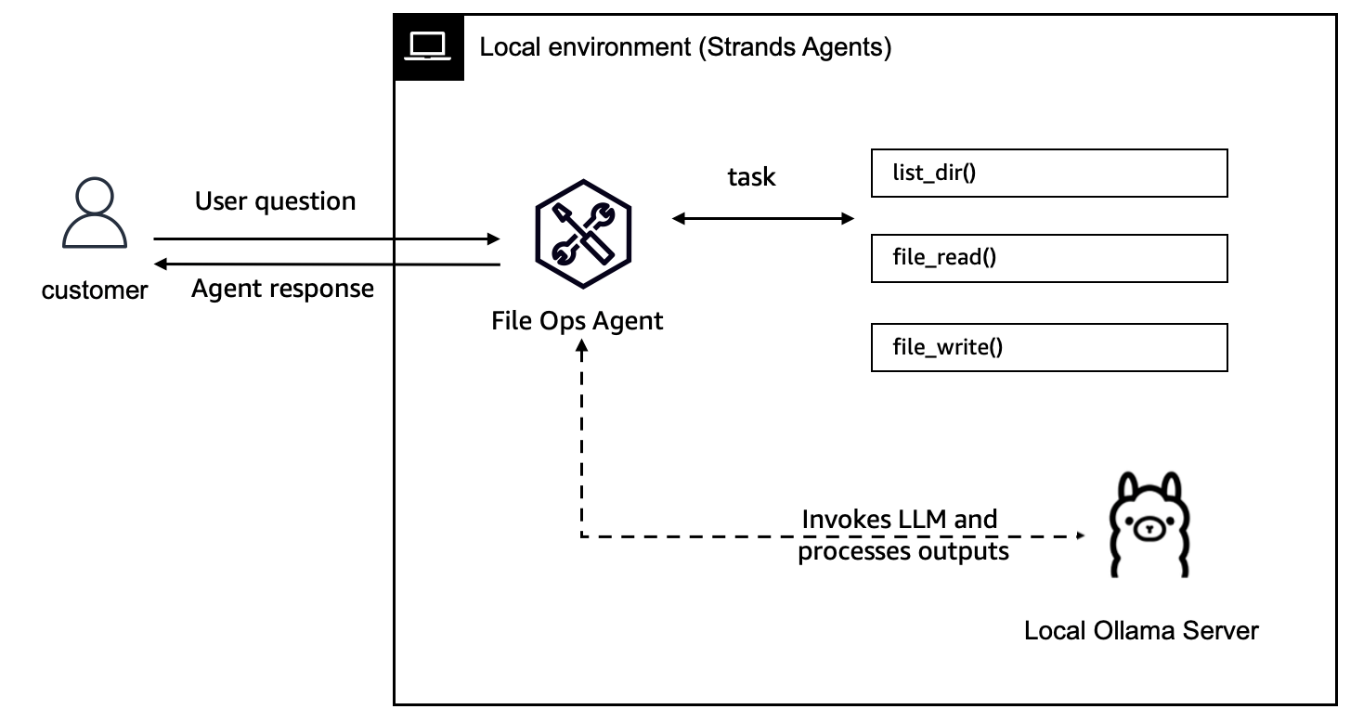 Local environment (Strands Agents)
task
list_dir()
User question
file_read()
Agent response
customer
File Ops Agent
file_write()
Invokes LLM and
processes outputs
Local Ollama Server